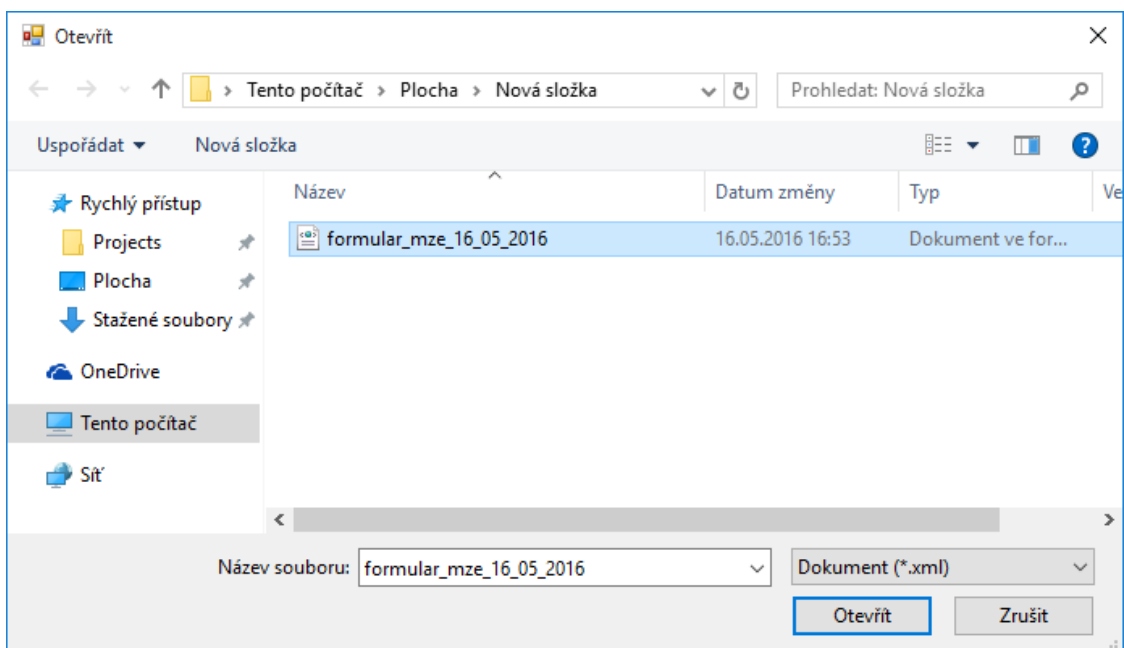 Otevřít
Tento počítač › Plocha › Nová složka
Prohledat: Nová složka
Uspořádat
Nová složka
Název
Datum změny
Typ
Ve
Rychlý přístup
Projects
Plocha
Stažené soubory
OneDrive
Tento počítač
Síť
formular_mze_16_05_2016
16.05.2016 16:53
Dokument ve for...
Název souboru:
formular_mze_16_05_2016
Dokument (*.xml)
Otevřít
Zrušit